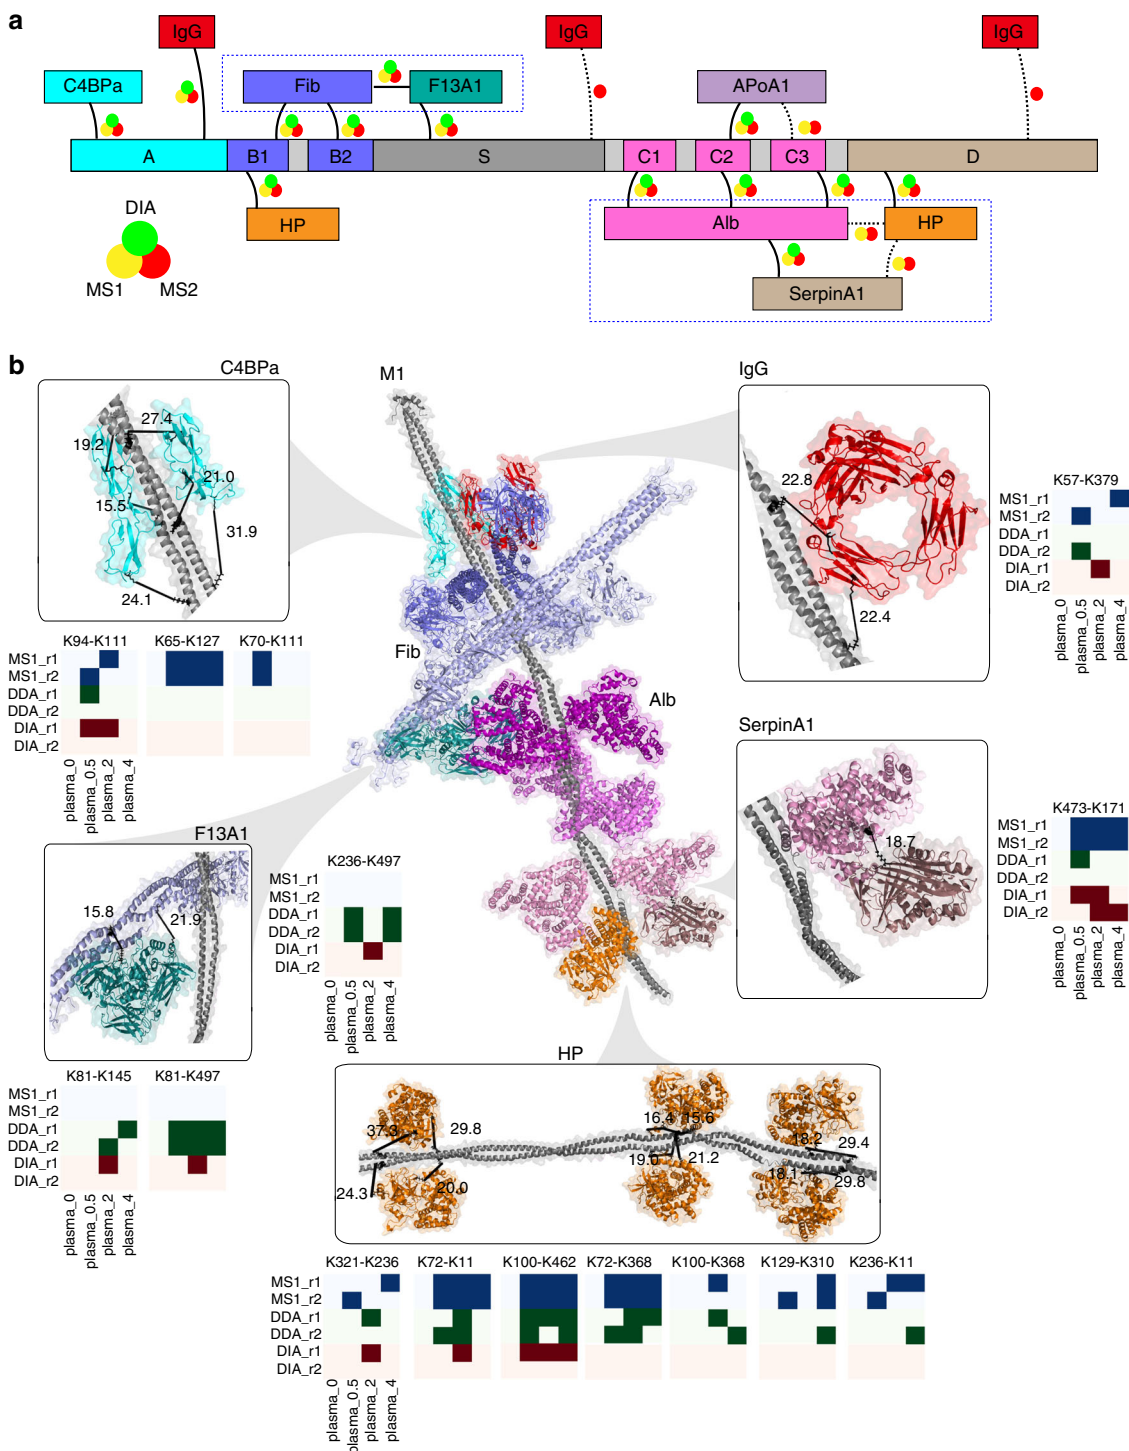 a
IgG
IgG
IgG
C4BPa
Fib
F13A1
APoA1
A
B1
B2
S
C1
C2
C3
D
HP
Alb
HP
SerpinA1
DIA
MS1
MS2
b
C4BPa
27.4
19.2
21.0
15.5
31.9
24.1
M1
Fib
Alb
IgG
22.8
22.4
K57-K379
MS1_r1
MS1_r2
DDA_r1
DDA_r2
DIA_r1
DIA_r2
plasma_0
plasma_0.5
plasma_2
plasma_4
K94-K111
K65-K127
K70-K111
MS1_r1
MS1_r2
DDA_r1
DDA_r2
DIA_r1
DIA_r2
plasma_0
plasma_0.5
plasma_2
plasma_4
SerpinA1
18.7
K473-K171
MS1_r1
MS1_r2
DDA_r1
DDA_r2
DIA_r1
DIA_r2
plasma_0
plasma_0.5
plasma_2
plasma_4
F13A1
15.8
21.9
K236-K497
MS1_r1
MS1_r2
DDA_r1
DDA_r2
DIA_r1
DIA_r2
plasma_0
plasma_0.5
plasma_2
plasma_4
K81-K145
K81-K497
MS1_r1
MS1_r2
DDA_r1
DDA_r2
DIA_r1
DIA_r2
plasma_0
plasma_0.5
plasma_2
plasma_4
HP
37.3
29.8
24.3
20.0
16.4
15.6
19.0
21.2
18.2
29.4
18.1
29.8
K321-K236
K72-K11
K100-K462
K72-K368
K100-K368
K129-K310
K236-K11
MS1_r1
MS1_r2
DDA_r1
DDA_r2
DIA_r1
DIA_r2
plasma_0
plasma_0.5
plasma_2
plasma_4